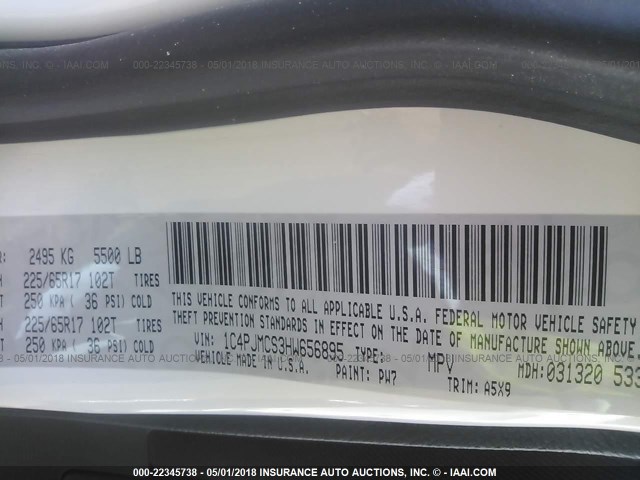 000-22345738 - 05/01/2018 INSURANCE AUTO AUCTIONS, INC. - © IAAI.COM
2495 KG 5500 LB
225/65R17 102T TIRES
250 KPA ( 36 PSI) COLD
225/65R17 102T TIRES
250 KPA ( 36 PSI) COLD
THIS VEHICLE CONFORMS TO ALL APPLICABLE U.S.A. FEDERAL MOTOR VEHICLE SAFETY
THEFT PREVENTION STANDARDS IN EFFECT ON THE DATE OF MANUFACTURE SHOWN ABOVE.
VIN: 1C4PJMCS3HW656895 TYPE: MPV MDH: 031320 533
VEHICLE MADE IN U.S.A. PAINT: PW7 TRIM: A5X9
000-22345738 - 05/01/2018 INSURANCE AUTO AUCTIONS, INC. - © IAAI.COM